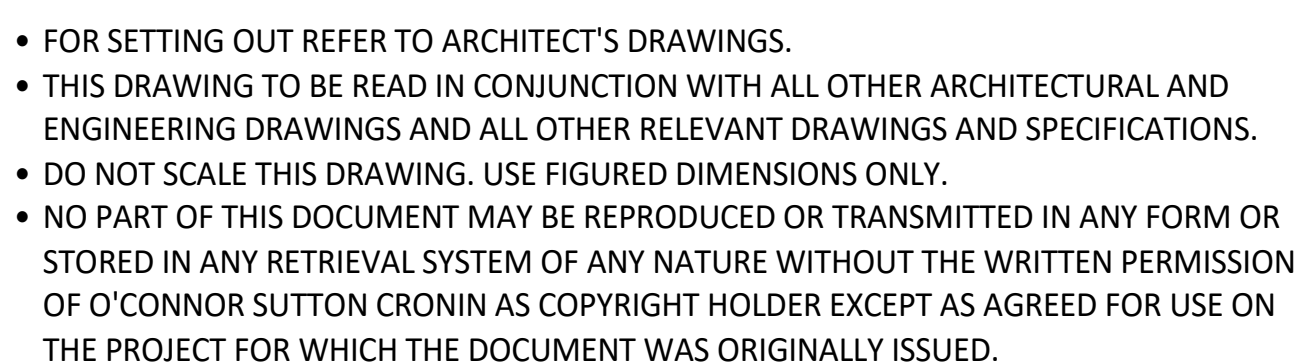 • FOR SETTING OUT REFER TO ARCHITECT'S DRAWINGS.
• THIS DRAWING TO BE READ IN CONJUNCTION WITH ALL OTHER ARCHITECTURAL AND
ENGINEERING DRAWINGS AND ALL OTHER RELEVANT DRAWINGS AND SPECIFICATIONS.
• DO NOT SCALE THIS DRAWING. USE FIGURED DIMENSIONS ONLY.
• NO PART OF THIS DOCUMENT MAY BE REPRODUCED OR TRANSMITTED IN ANY FORM OR
STORED IN ANY RETRIEVAL SYSTEM OF ANY NATURE WITHOUT THE WRITTEN PERMISSION
OF O'CONNOR SUTTON CRONIN AS COPYRIGHT HOLDER EXCEPT AS AGREED FOR USE ON
THE PROJECT FOR WHICH THE DOCUMENT WAS ORIGINALLY ISSUED.